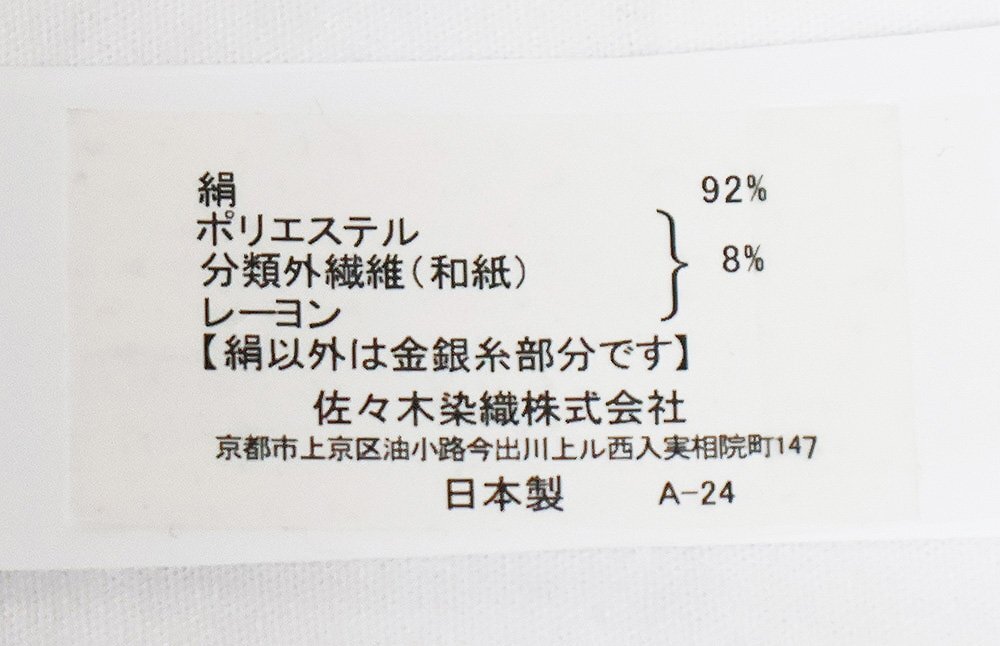 絹 92%
ポリエステル
分類外繊維(和紙) 8%
レーヨン
【絹以外は金銀糸部分です】
佐々木染織株式会社
京都市上京区油小路今出川上ル西入実相院町147
日本製 A-24